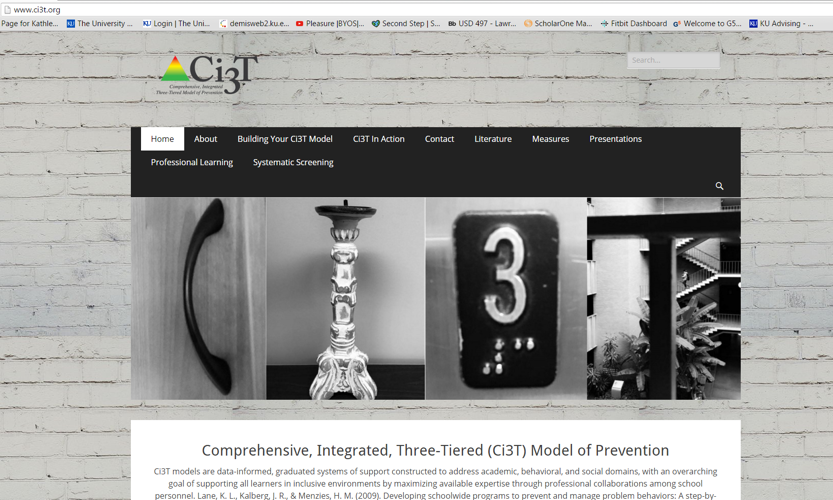 www.ci3t.org
Page for Kathle... The University ... Login | The Uni... demisweb2.ku.e... Pleasure |BYOS|... Second Step | S... Bb USD 497 - Lawr... ScholarOne Ma... Fitbit Dashboard Welcome to G5... KU Advising - ...
Ci3T
Comprehensive, Integrated
Three-Tiered Model of Prevention
Search...
Home About Building Your Ci3T Model Ci3T In Action Contact Literature Measures Presentations
Professional Learning Systematic Screening
3
Comprehensive, Integrated, Three-Tiered (Ci3T) Model of Prevention
Ci3T models are data-informed, graduated systems of support constructed to address academic, behavioral, and social domains, with an overarching
goal of supporting all learners in inclusive environments by maximizing available expertise through professional collaborations among school
personnel. Lane, K. L., Kalberg, J. R., & Menzies, H. M. (2009). Developing schoolwide programs to prevent and manage problem behaviors: A step-by-